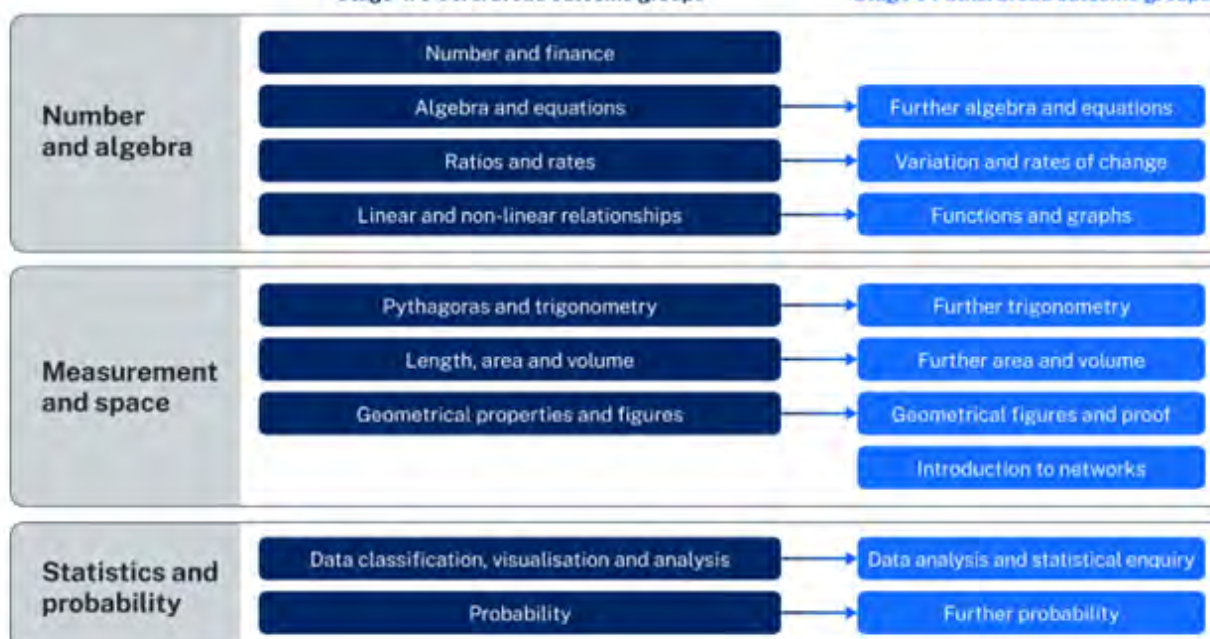 Number
and algebra
Number and finance
Algebra and equations
Further algebra and equations
Ratios and rates
Variation and rates of change
Linear and non-linear relationships
Functions and graphs
Measurement
and space
Pythagoras and trigonometry
Further trigonometry
Length, area and volume
Further area and volume
Geometrical properties and figures
Geometrical figures and proof
Introduction to networks
Statistics and
probability
Data classification, visualisation and analysis
Data analysis and statistical enquiry
Probability
Further probability